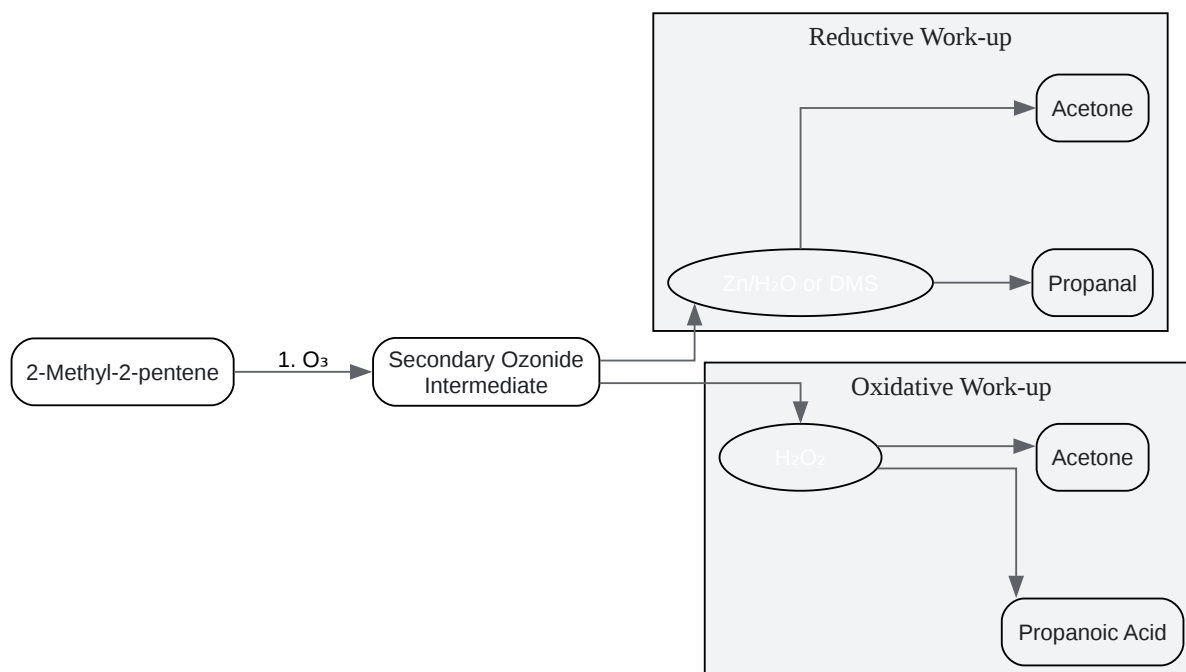 Reductive Work-up
Acetone
Zn/H₂O or DMS
Propanal
2-Methyl-2-pentene
1. O₃
Secondary Ozonide
Intermediate
Oxidative Work-up
H₂O₂
Acetone
Propanoic Acid